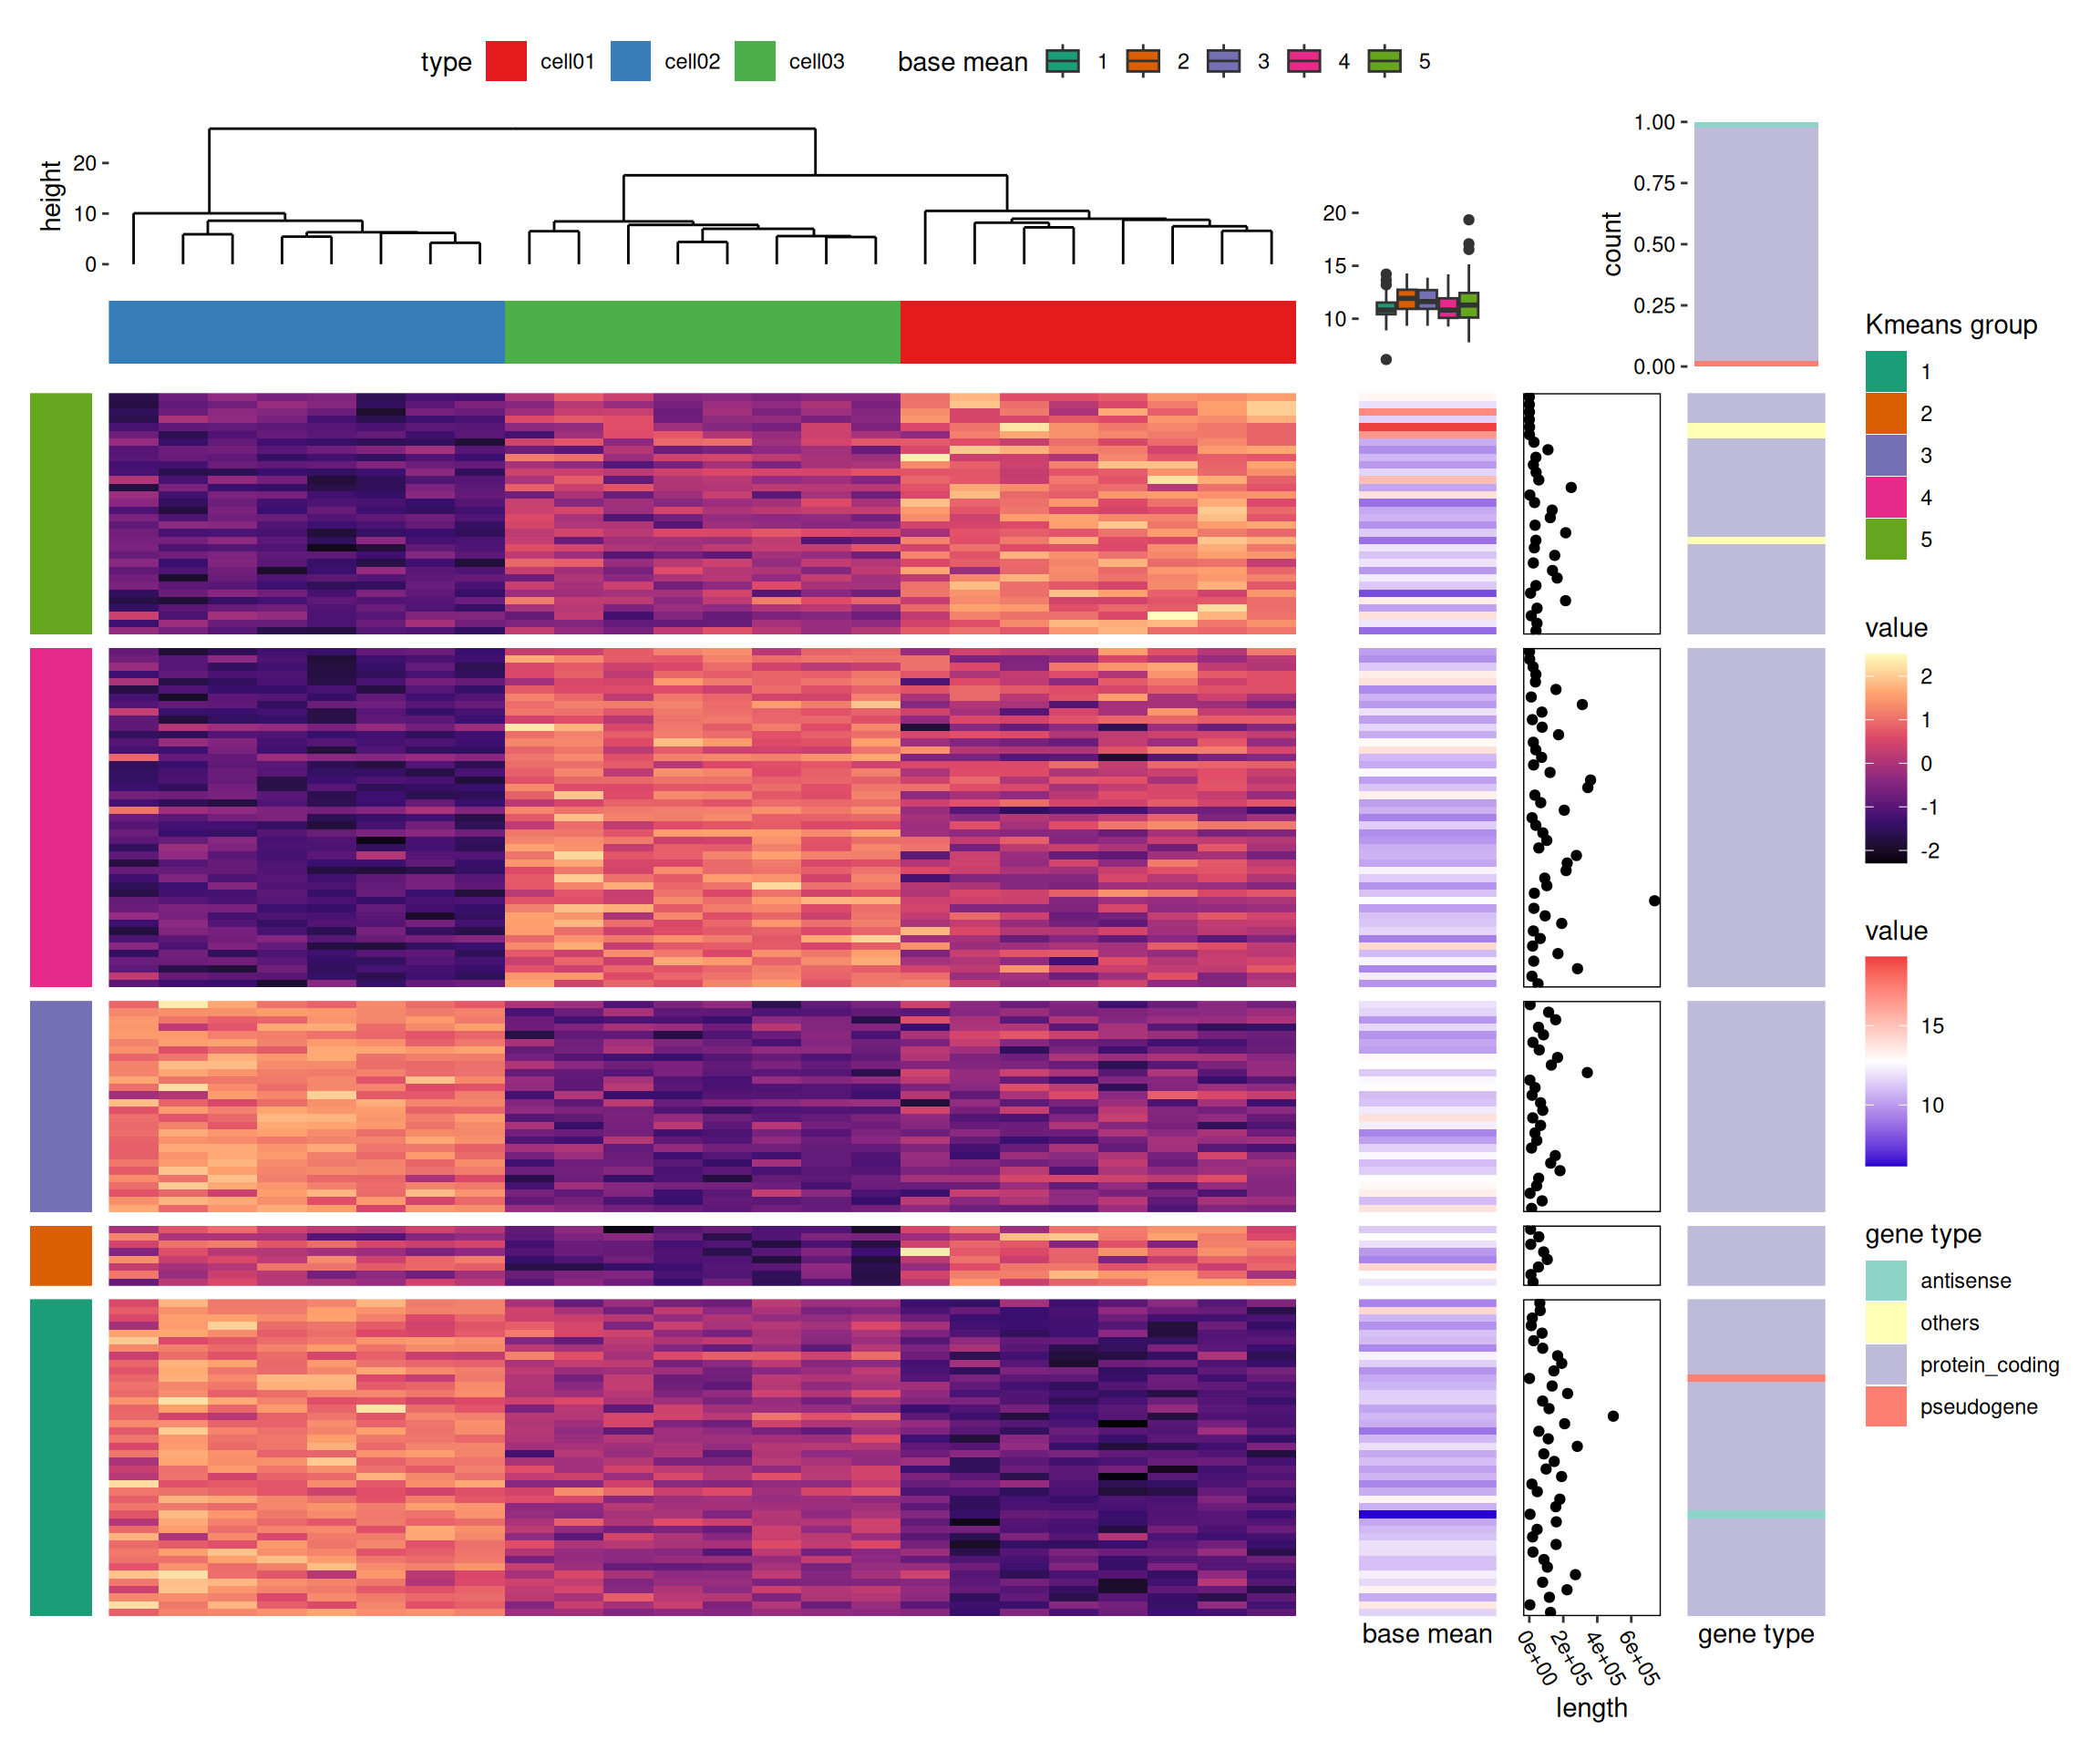 type cell01 cell02 cell03 base mean 1 2 3 4 5
height
20
10
0
20
15
10
count
1.00
0.75
0.50
0.25
0.00
Kmeans group
1
2
3
4
5
value
2
1
0
-1
-2
value
15
10
gene type
antisense
others
protein_coding
pseudogene
base mean
0e+00
2e+05
4e+05
6e+05
length
gene type